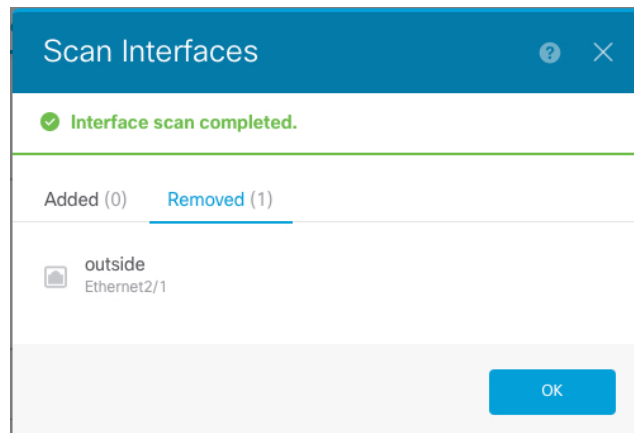 Scan Interfaces
?
Interface scan completed.
Added (0) Removed (1)
outside
Ethernet2/1
OK